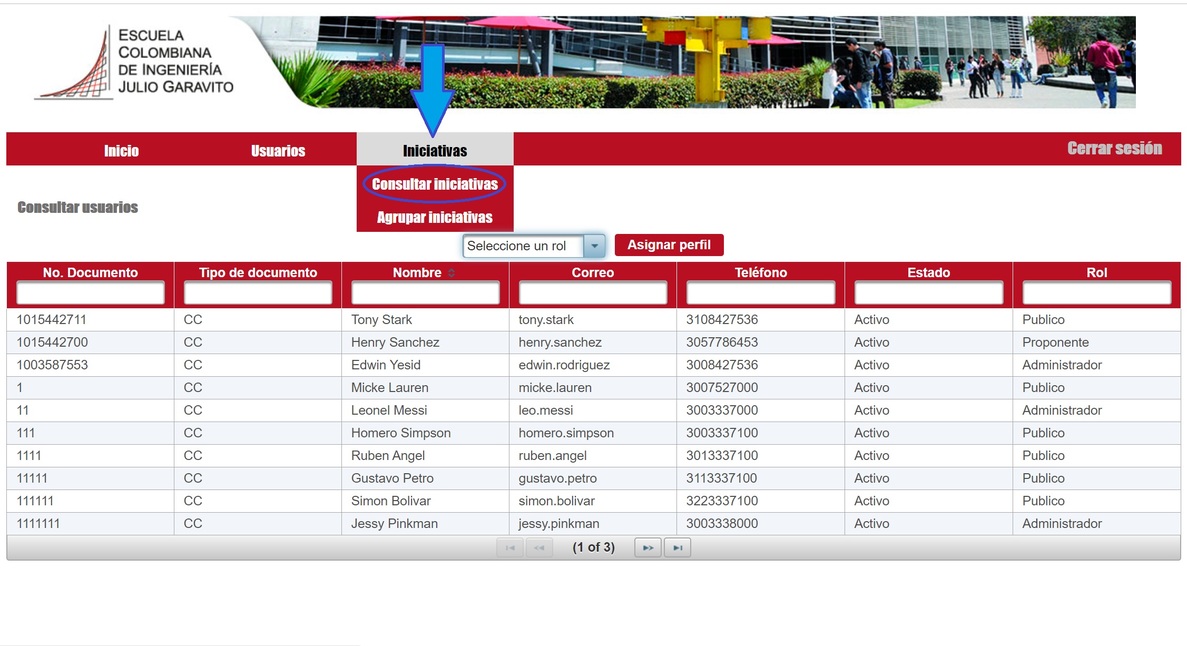 ESCUELA
COLOMBIANA
DE INGENIERÍA
JULIO GARAVITO
Inicio Usuarios Iniciativas Cerrar sesión
Consultar iniciativas
Agrupar iniciativas
Consultar usuarios
Seleccione un rol Asignar perfil
No. Documento Tipo de documento Nombre Correo Teléfono Estado Rol
1015442711 CC Tony Stark tony.stark 3108427536 Activo Publico
1015442700 CC Henry Sanchez henry.sanchez 3057786453 Activo Proponente
1003587553 CC Edwin Yesid edwin.rodriguez 3008427536 Activo Administrador
1 CC Micke Lauren micke.lauren 3007527000 Activo Publico
11 CC Leonel Messi leo.messi 3003337000 Activo Administrador
111 CC Homero Simpson homero.simpson 3003337100 Activo Publico
1111 CC Ruben Angel ruben.angel 3013337100 Activo Publico
11111 CC Gustavo Petro gustavo.petro 3113337100 Activo Publico
111111 CC Simon Bolivar simon.bolivar 3223337100 Activo Publico
1111111 CC Jessy Pinkman jessy.pinkman 3003338000 Activo Administrador
(1 of 3)